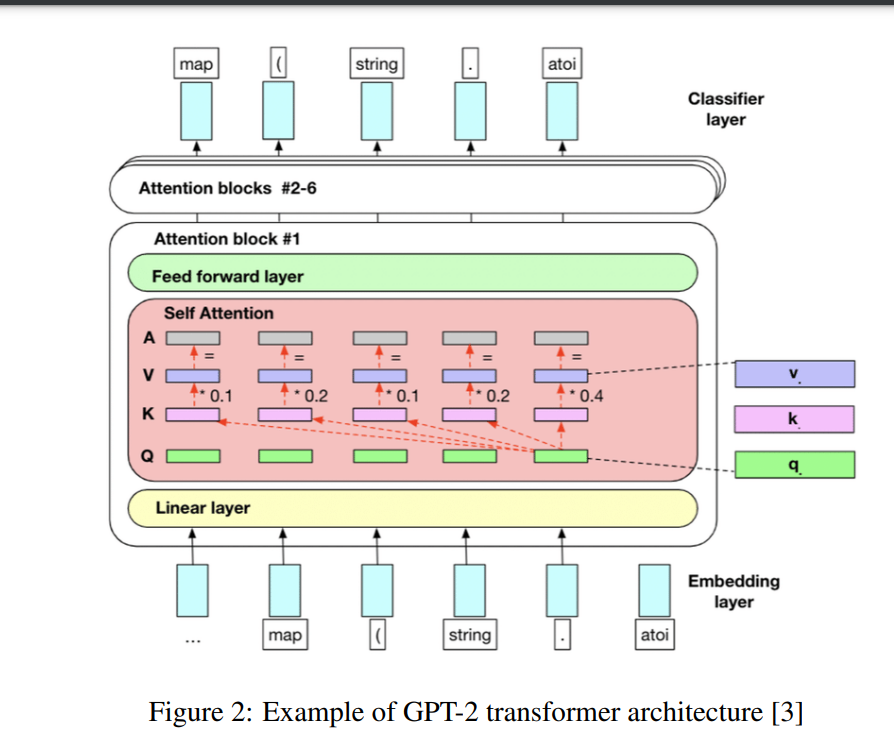 map ( string . atoi
Classifier
layer
Attention blocks #2-6
Attention block #1
Feed forward layer
Self Attention
A
= = = = =
V
v.
* 0.1 * 0.2 * 0.1 * 0.2 * 0.4
K
k.
Q
q.
Linear layer
Embedding
layer
... map ( string . atoi
Figure 2: Example of GPT-2 transformer architecture [3]